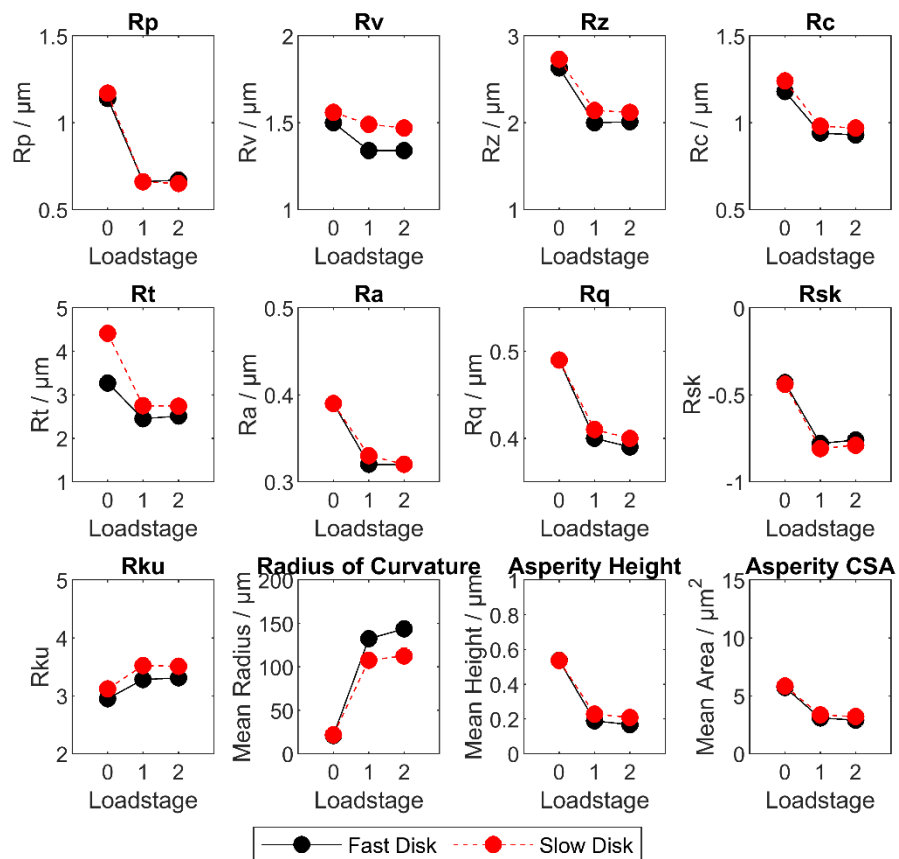 Rp
Rv
Rz
Rc
1.5
1
0.5
Rp / μm
0 1 2
Loadstage
2
1.5
1
Rv / μm
0 1 2
Loadstage
3
2
1
Rz / μm
0 1 2
Loadstage
1.5
1
0.5
Rc / μm
0 1 2
Loadstage
Rt
Ra
Rq
Rsk
5
4
3
2
1
Rt / μm
0 1 2
Loadstage
0.5
0.4
0.3
Ra / μm
0 1 2
Loadstage
0.5
0.4
Rq / μm
0 1 2
Loadstage
0
-0.5
-1
Rsk
0 1 2
Loadstage
Rku
Radius of Curvature
Asperity Height
Asperity CSA
5
4
3
2
Rku
0 1 2
Loadstage
200
150
100
50
0
Mean Radius / μm
0 1 2
Loadstage
1
0.8
0.6
0.4
0.2
0
Mean Height / μm
0 1 2
Loadstage
15
10
5
0
Mean Area / μm²
0 1 2
Loadstage
Fast Disk Slow Disk